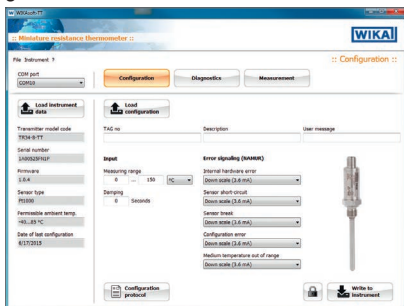 WIKAsoft-TT
:: Miniature resistance thermometer ::
WIKA
File Instrument ?
:: Configuration ::
COM port
COM10
Configuration
Diagnostics
Measurement
Load instrument data
Load configuration
Transmitter model code
TR34-B-TT
TAG no
Description
User message
Serial number
1A00S2SFN1P
Firmware
1.0.4
Input
Error signaling (NAMUR)
Measuring range
0 ... 150 °C
Internal hardware error
Down scale (3.6 mA)
Sensor type
Pt1000
Damping
0 Seconds
Sensor short-circuit
Down scale (3.6 mA)
Permissible ambient temp.
-40...85 °C
Sensor break
Down scale (3.6 mA)
Date of last configuration
4/17/2015
Configuration error
Down scale (3.6 mA)
Medium temperature out of range
Down scale (3.6 mA)
Configuration protocol
Write to instrument